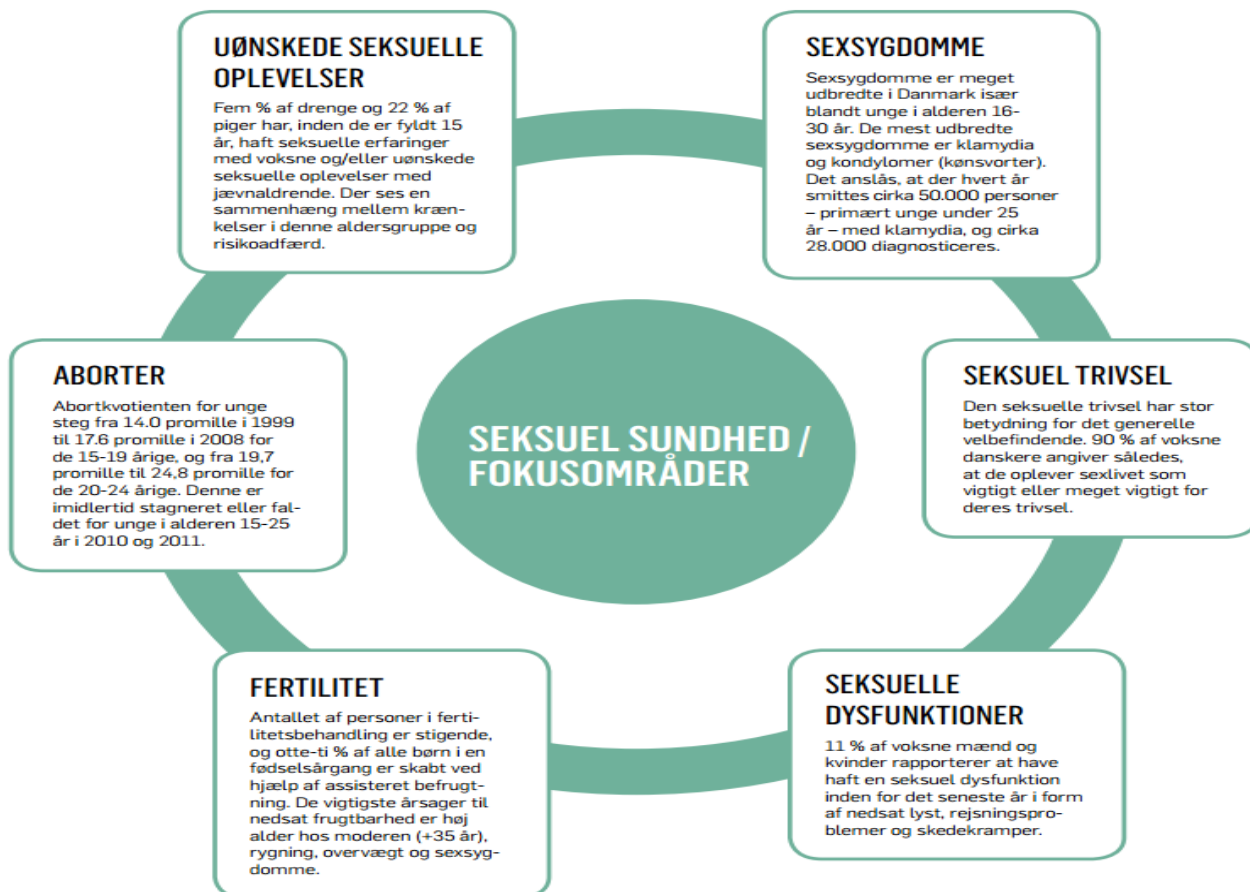 UØNSKEDE SEKSUELLE
OPLEVELSER
Fem % af drenge og 22 % af
piger har, inden de er fyldt 15
år, haft seksuelle erfaringer
med voksne og/eller uønskede
seksuelle oplevelser med
jævnaldrende. Der ses en
sammenhæng mellem kræn-
kelser i denne aldersgruppe og
risikoadfærd.
SEXSYGDOMME
Sexsygdomme er meget
udbredte i Danmark især
blandt unge i alderen 16-
30 år. De mest udbredte
sexsygdomme er klamydia
og kondylomer (kønsvorter).
Det anslås, at der hvert år
smittes cirka 50.000 personer
– primært unge under 25
år – med klamydia, og cirka
28.000 diagnosticeres.
ABORTER
Abortkvotienten for unge
steg fra 14.0 promille i 1999
til 17.6 promille i 2008 for
de 15-19 årige, og fra 19,7
promille til 24,8 promille for
de 20-24 årige. Denne er
imidlertid stagneret eller fal-
det for unge i alderen 15-25
år i 2010 og 2011.
SEKSUEL SUNDHED /
FOKUSOMRÅDER
SEKSUEL TRIVSEL
Den seksuelle trivsel har stor
betydning for det generelle
velbefindende. 90 % af voksne
danskere angiver således,
at de oplever sexlivet som
vigtigt eller meget vigtigt for
deres trivsel.
FERTILITET
Antallet af personer i ferti-
litetsbehandling er stigende,
og otte-ti % af alle børn i en
fødselsårgang er skabt ved
hjælp af assisteret befrugt-
ning. De vigtigste årsager til
nedsat frugtbarhed er høj
alder hos moderen (+35 år),
rygning, overvægt og sexsyg-
domme.
SEKSUELLE
DYSFUNKTIONER
11 % af voksne mænd og
kvinder rapporterer at have
haft en seksuel dysfunktion
inden for det seneste år i form
af nedsat lyst, rejsningspro-
blemer og skedekramper.